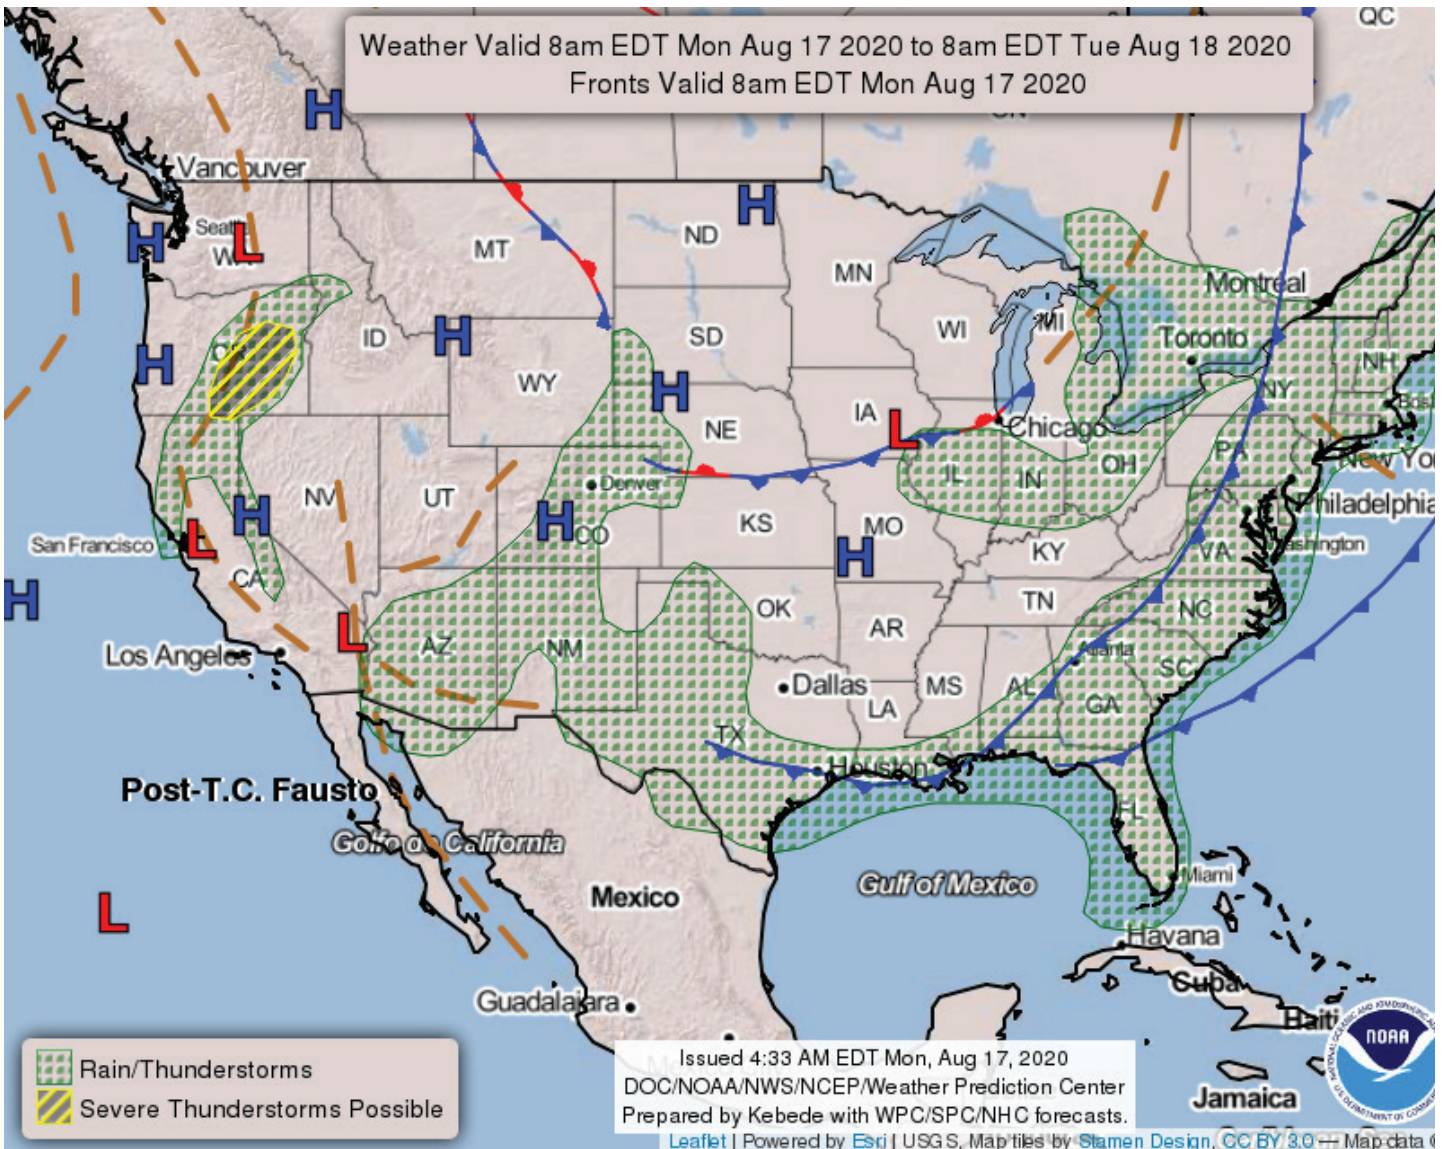 Weather Valid 8am EDT Mon Aug 17 2020 to 8am EDT Tue Aug 18 2020
Fronts Valid 8am EDT Mon Aug 17 2020
QC
H
Vancouver
H
H
L
MT
ND
MN
H
WI
MI
Montreal
Toronto
H
H
ID
WY
SD
H
NE
IA
L
Chicago
NY
NH
PA
OH
IN
IL
Denver
H
CO
KS
MO
H
KY
VA
Philadelphia
NV
UT
H
San Francisco
L
CA
H
Los Angeles
L
AZ
NM
OK
AR
TN
NC
SC
Atlanta
GA
AL
MS
LA
Dallas
TX
Houston
FL
Miami
Post-T.C. Fausto
Golfo de California
Mexico
Gulf of Mexico
L
Havana
Cuba
Haiti
Guadalajara
Jamaica
NOAA
Rain/Thunderstorms
Severe Thunderstorms Possible
Issued 4:33 AM EDT Mon, Aug 17, 2020
DOC/NOAA/NWS/NCEP/Weather Prediction Center
Prepared by Kebede with WPC/SPC/NHC forecasts.
Leaflet | Powered by Esri | USGS, Map tiles by Stamen Design, CC BY 3.0 — Map data ©